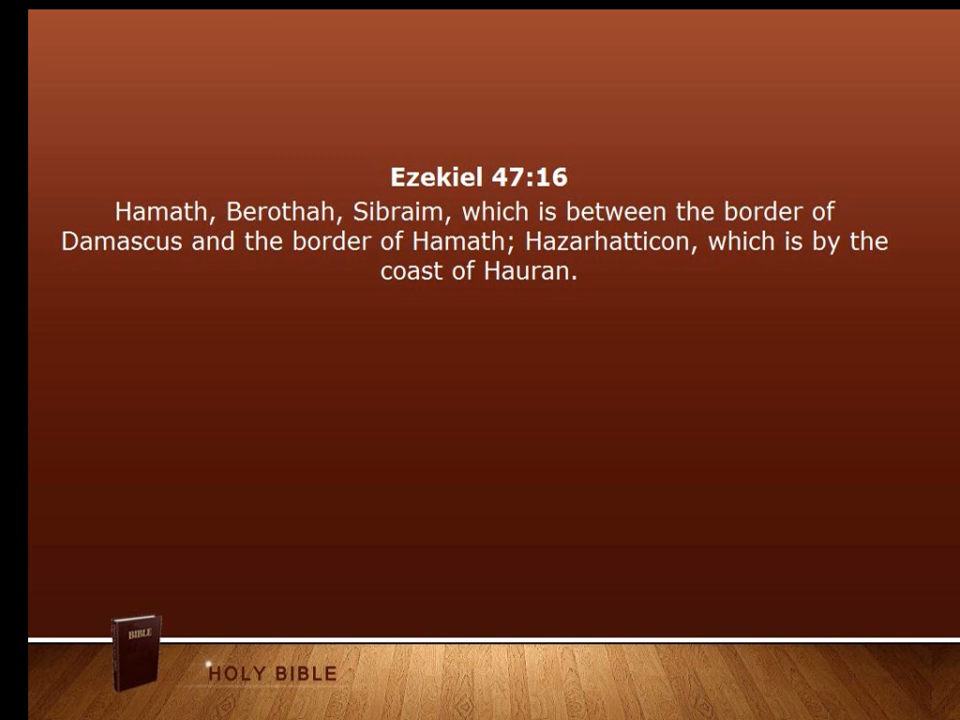 Ezekiel 47:16
Hamath, Berothah, Sibraim, which is between the border of
Damascus and the border of Hamath; Hazarhatticon, which is by the
coast of Hauran.
BIBLE
HOLY BIBLE